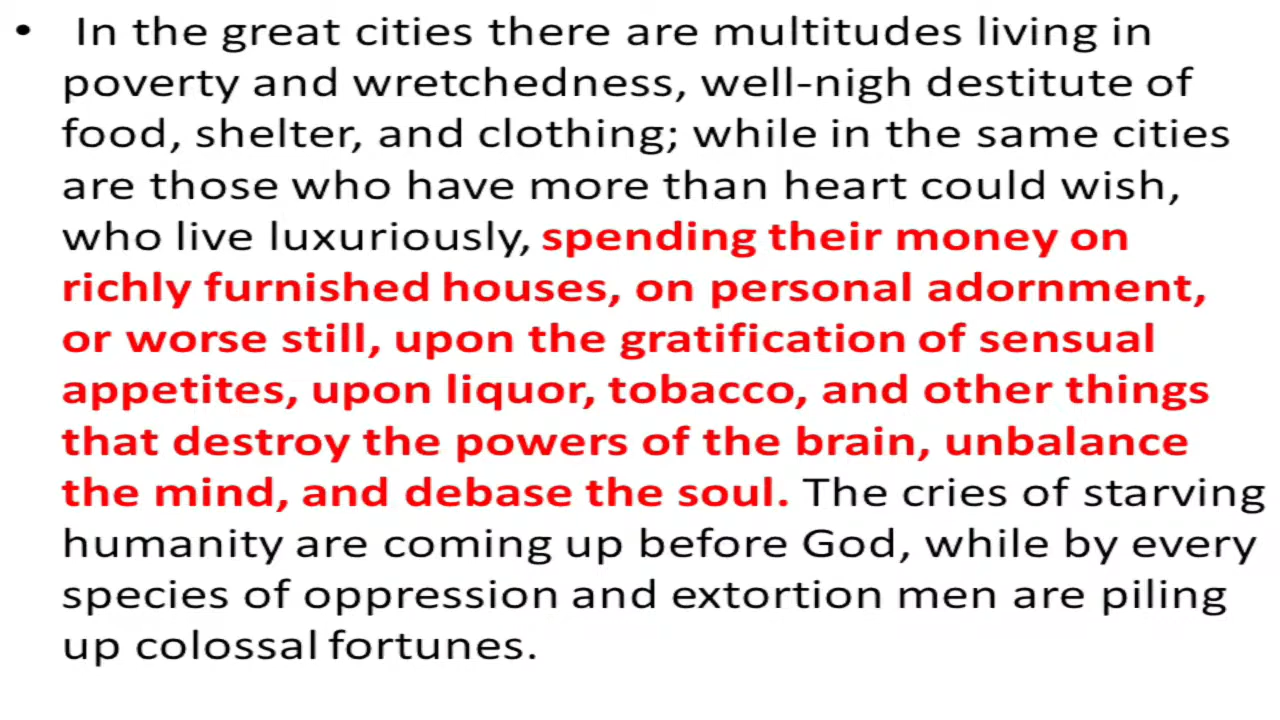 • In the great cities there are multitudes living in
poverty and wretchedness, well-nigh destitute of
food, shelter, and clothing; while in the same cities
are those who have more than heart could wish,
who live luxuriously, spending their money on
richly furnished houses, on personal adornment,
or worse still, upon the gratification of sensual
appetites, upon liquor, tobacco, and other things
that destroy the powers of the brain, unbalance
the mind, and debase the soul. The cries of starving
humanity are coming up before God, while by every
species of oppression and extortion men are piling
up colossal fortunes.